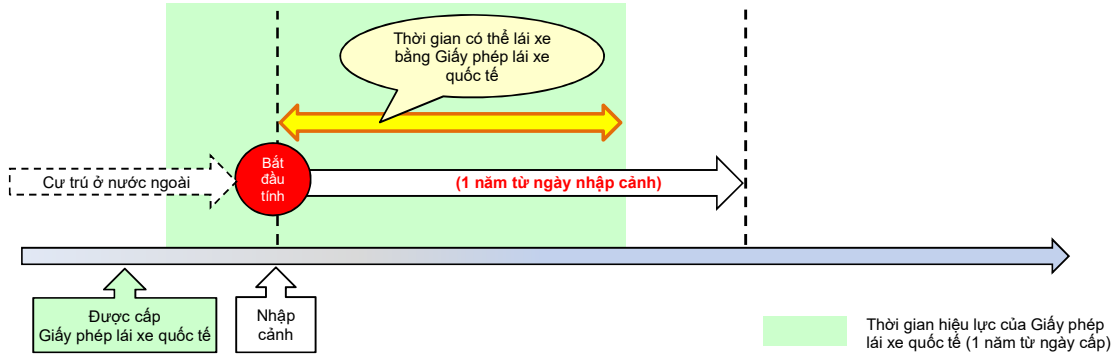 Thời gian có thể lái xe
bằng Giấy phép lái xe
quốc tế
Cư trú ở nước ngoài
Bắt
đầu
tính
(1 năm từ ngày nhập cảnh)
Được cấp
Giấy phép lái xe quốc tế
Nhập
cảnh
Thời gian hiệu lực của Giấy phép
lái xe quốc tế (1 năm từ ngày cấp)